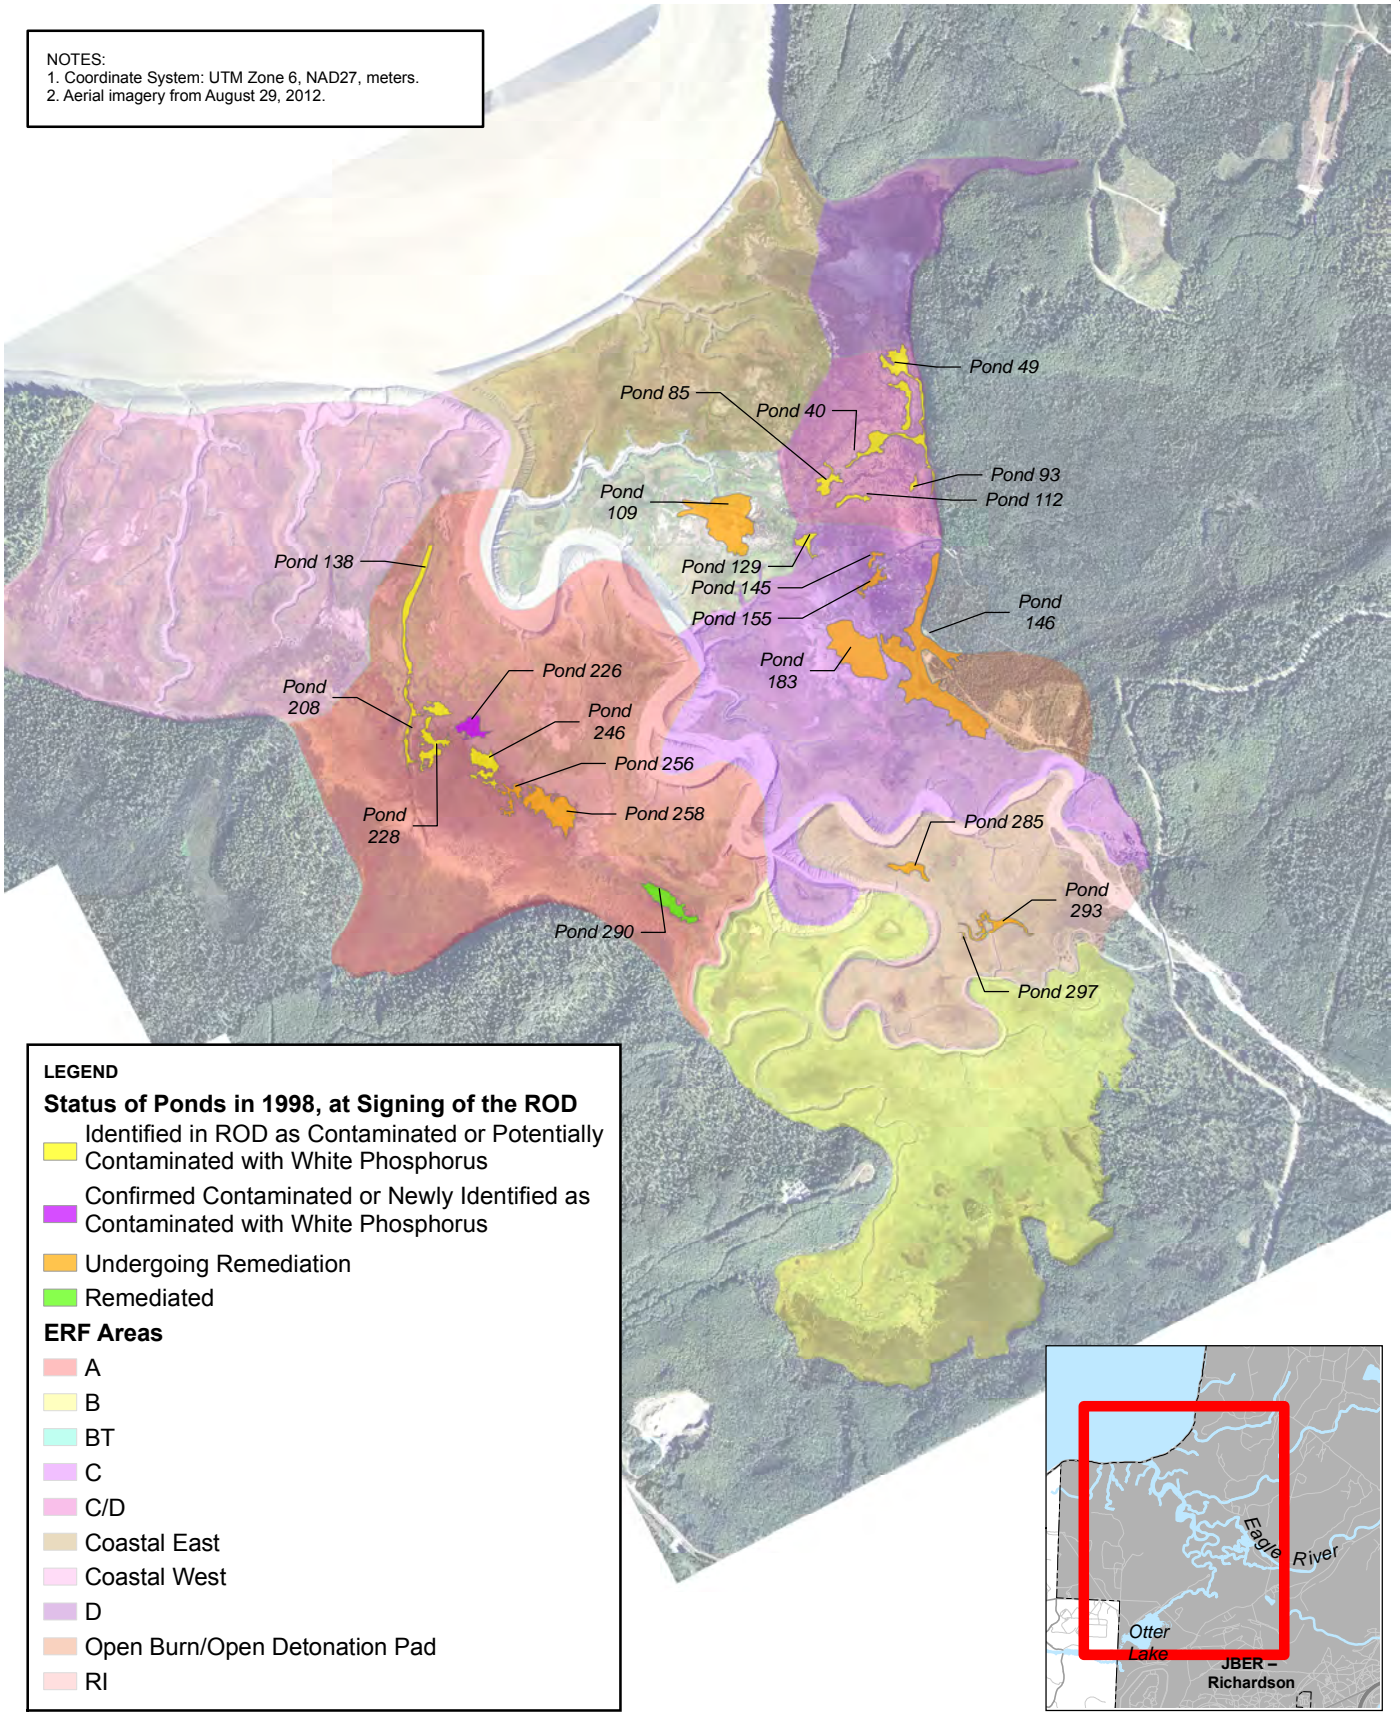 NOTES:
1. Coordinate System: UTM Zone 6, NAD27, meters.
2. Aerial imagery from August 29, 2012.
Pond 49
Pond 85
Pond 40
Pond 93
Pond 112
Pond
109
Pond 138
Pond 129
Pond 145
Pond 155
Pond
146
Pond
183
Pond 226
Pond
208
Pond
246
Pond 256
Pond 258
Pond
228
Pond 285
Pond
293
Pond 290
Pond 297
LEGEND
Status of Ponds in 1998, at Signing of the ROD
Identified in ROD as Contaminated or Potentially
Contaminated with White Phosphorus
Confirmed Contaminated or Newly Identified as
Contaminated with White Phosphorus
Undergoing Remediation
Remediated
ERF Areas
A
B
BT
C
C/D
Coastal East
Coastal West
D
Open Burn/Open Detonation Pad
RI
Eagle River
Otter
Lake
JBER –
Richardson